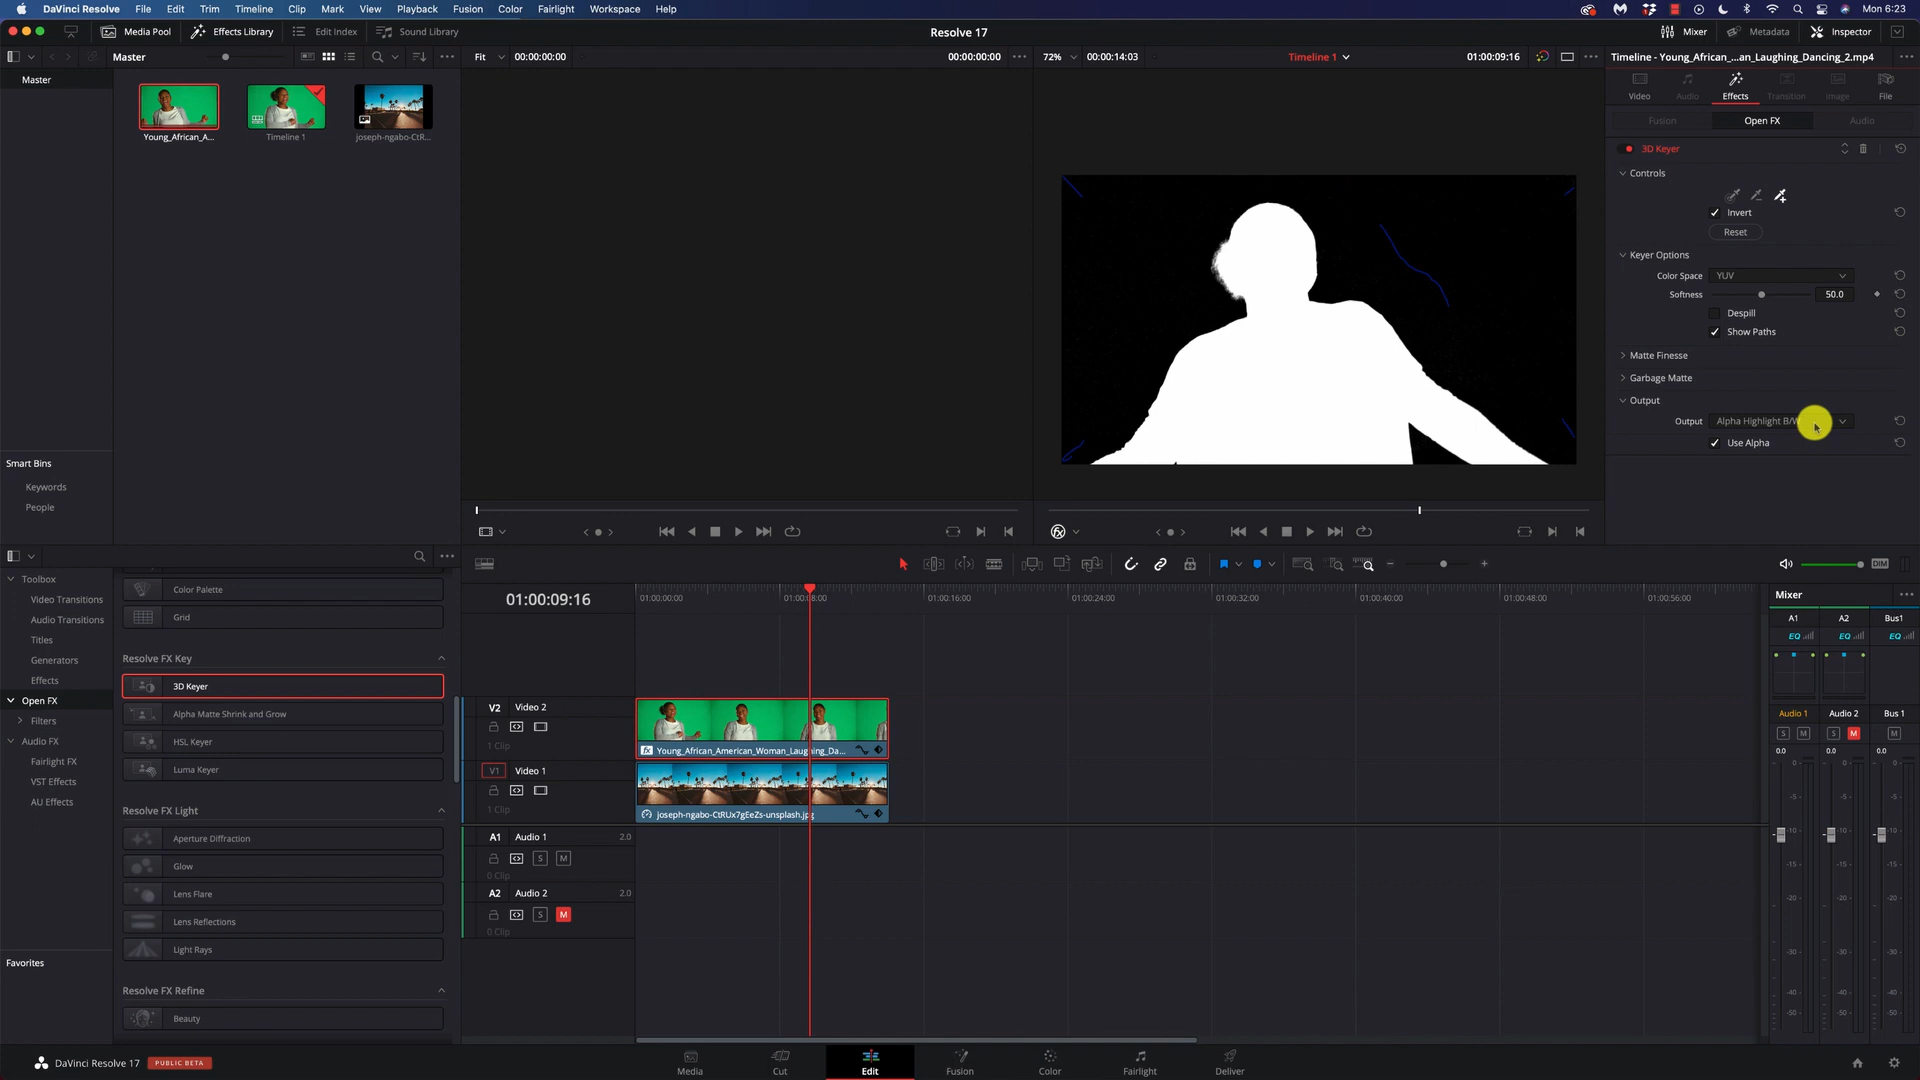 DaVinci Resolve File Edit Trim Timeline Clip Mark View Playback Fusion Color Fairlight Workspace Help Mon 6:23
Media Pool Effects Library Edit Index Sound Library Resolve 17 Mixer Metadata Inspector
Master Fit 00:00:00:00 00:00:00:00 72% 00:00:14:03 Timeline 1 01:00:09:16 Timeline - Young_African_...an_Laughing_Dancing_2.mp4
Master
Video Audio Effects Transition Image File
Fusion Open FX Audio
Young_African_A... Timeline 1 joseph-ngabo-CtR...
3D Keyer
Controls
Invert
Reset
Keyer Options
Color Space YUV
Softness 50.0
Despill
Show Paths
Matte Finesse
Garbage Matte
Output
Output Alpha Highlight B/W
Use Alpha
Smart Bins
Keywords
People
Toolbox
Video Transitions
Audio Transitions
Titles
Generators
Effects
Open FX
Filters
Audio FX
Fairlight FX
VST Effects
AU Effects
Favorites
Color Palette
Grid
Resolve FX Key
3D Keyer
Alpha Matte Shrink and Grow
HSL Keyer
Luma Keyer
Resolve FX Light
Aperture Diffraction
Glow
Lens Flare
Lens Reflections
Light Rays
Resolve FX Refine
Beauty
DIM
01:00:09:16 01:00:00:00 01:00:08:00 01:00:16:00 01:00:24:00 01:00:32:00 01:00:40:00 01:00:48:00 01:00:56:00
V2 Video 2
1 Clip
fx Young_African_American_Woman_Laughing_Da...
V1 Video 1
1 Clip
joseph-ngabo-CtRUx7gEeZs-unsplash.jpg
A1 Audio 1 2.0
S M
0 Clip
A2 Audio 2 2.0
S M
0 Clip
Mixer
A1 A2 Bus1
EQ EQ EQ
Audio 1 Audio 2 Bus 1
S M S M M
0.0 0.0 0.0
0 0 0
-5 -5 -5
-10 -10 -10
-15 -15 -15
-20 -20 -20
-30 -30 -30
-40 -40 -40
-50 -50 -50
DaVinci Resolve 17 PUBLIC BETA Media Cut Edit Fusion Color Fairlight Deliver